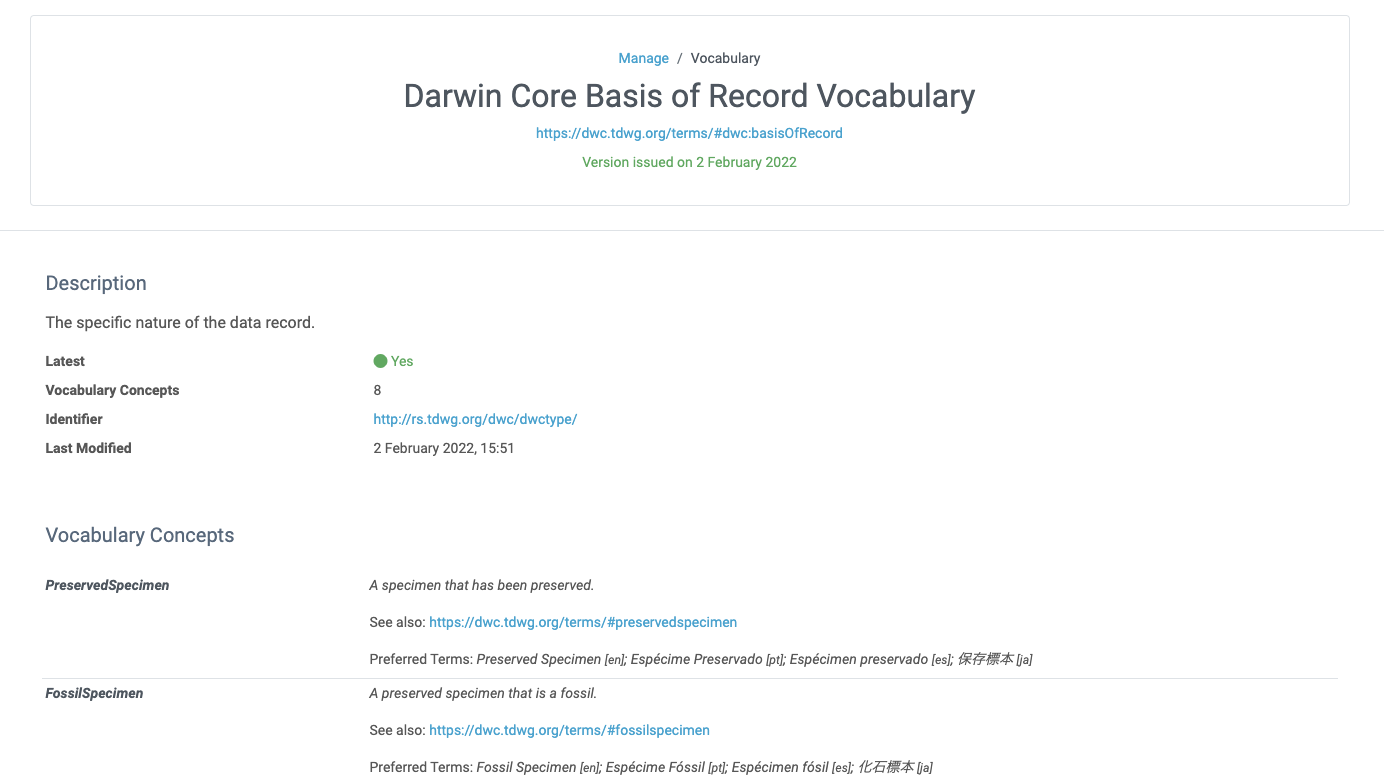 Manage / Vocabulary
Darwin Core Basis of Record Vocabulary
https://dwc.tdwg.org/terms/#dwc:basisOfRecord
Version issued on 2 February 2022
Description
The specific nature of the data record.
Latest Yes
Vocabulary Concepts 8
Identifier http://rs.tdwg.org/dwc/dwctype/
Last Modified 2 February 2022, 15:51
Vocabulary Concepts
PreservedSpecimen A specimen that has been preserved.
See also: https://dwc.tdwg.org/terms/#preservedspecimen
Preferred Terms: Preserved Specimen [en]; Espécime Preservado [pt]; Espécimen preservado [es]; 保存標本 [ja]
FossilSpecimen A preserved specimen that is a fossil.
See also: https://dwc.tdwg.org/terms/#fossilspecimen
Preferred Terms: Fossil Specimen [en]; Espécime Fóssil [pt]; Espécimen fósil [es]; 化石標本 [ja]